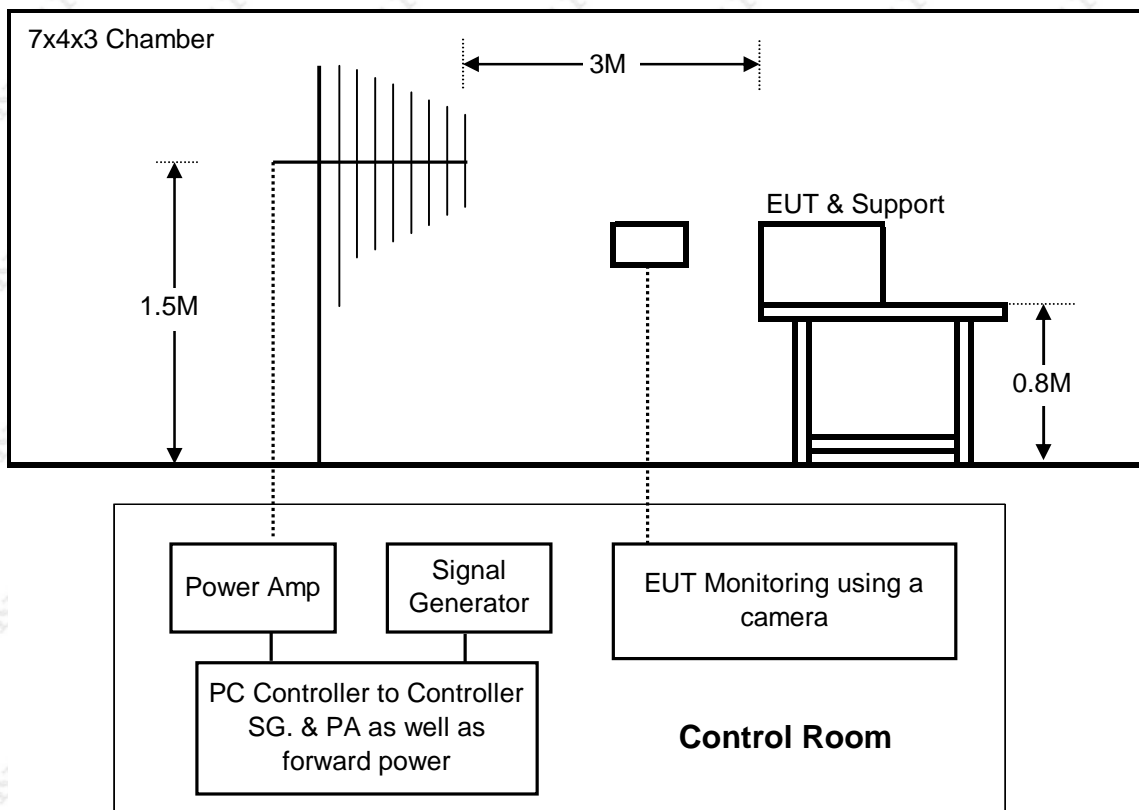 7x4x3 Chamber
3M
EUT & Support
1.5M
0.8M
Power Amp
Signal
Generator
EUT Monitoring using a
camera
PC Controller to Controller
SG. & PA as well as
forward power
Control Room